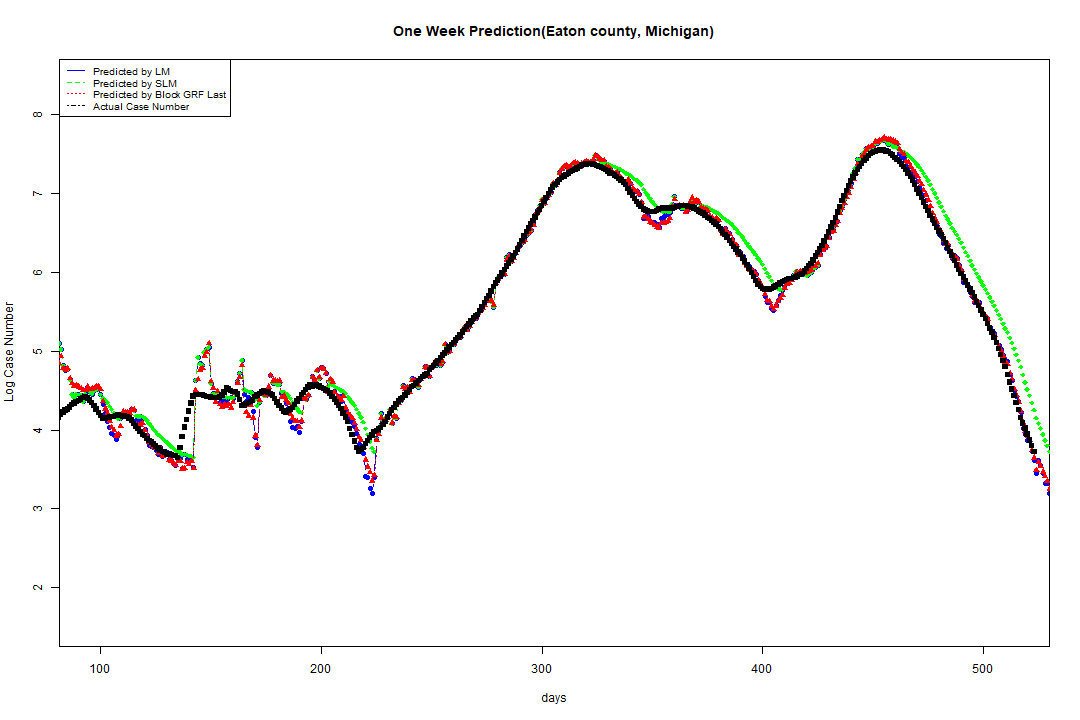 One Week Prediction(Eaton county, Michigan)
Predicted by LM
Predicted by SLM
Predicted by Block GRF Last
Actual Case Number
8
7
6
5
4
3
2
Log Case Number
100 200 300 400 500
days